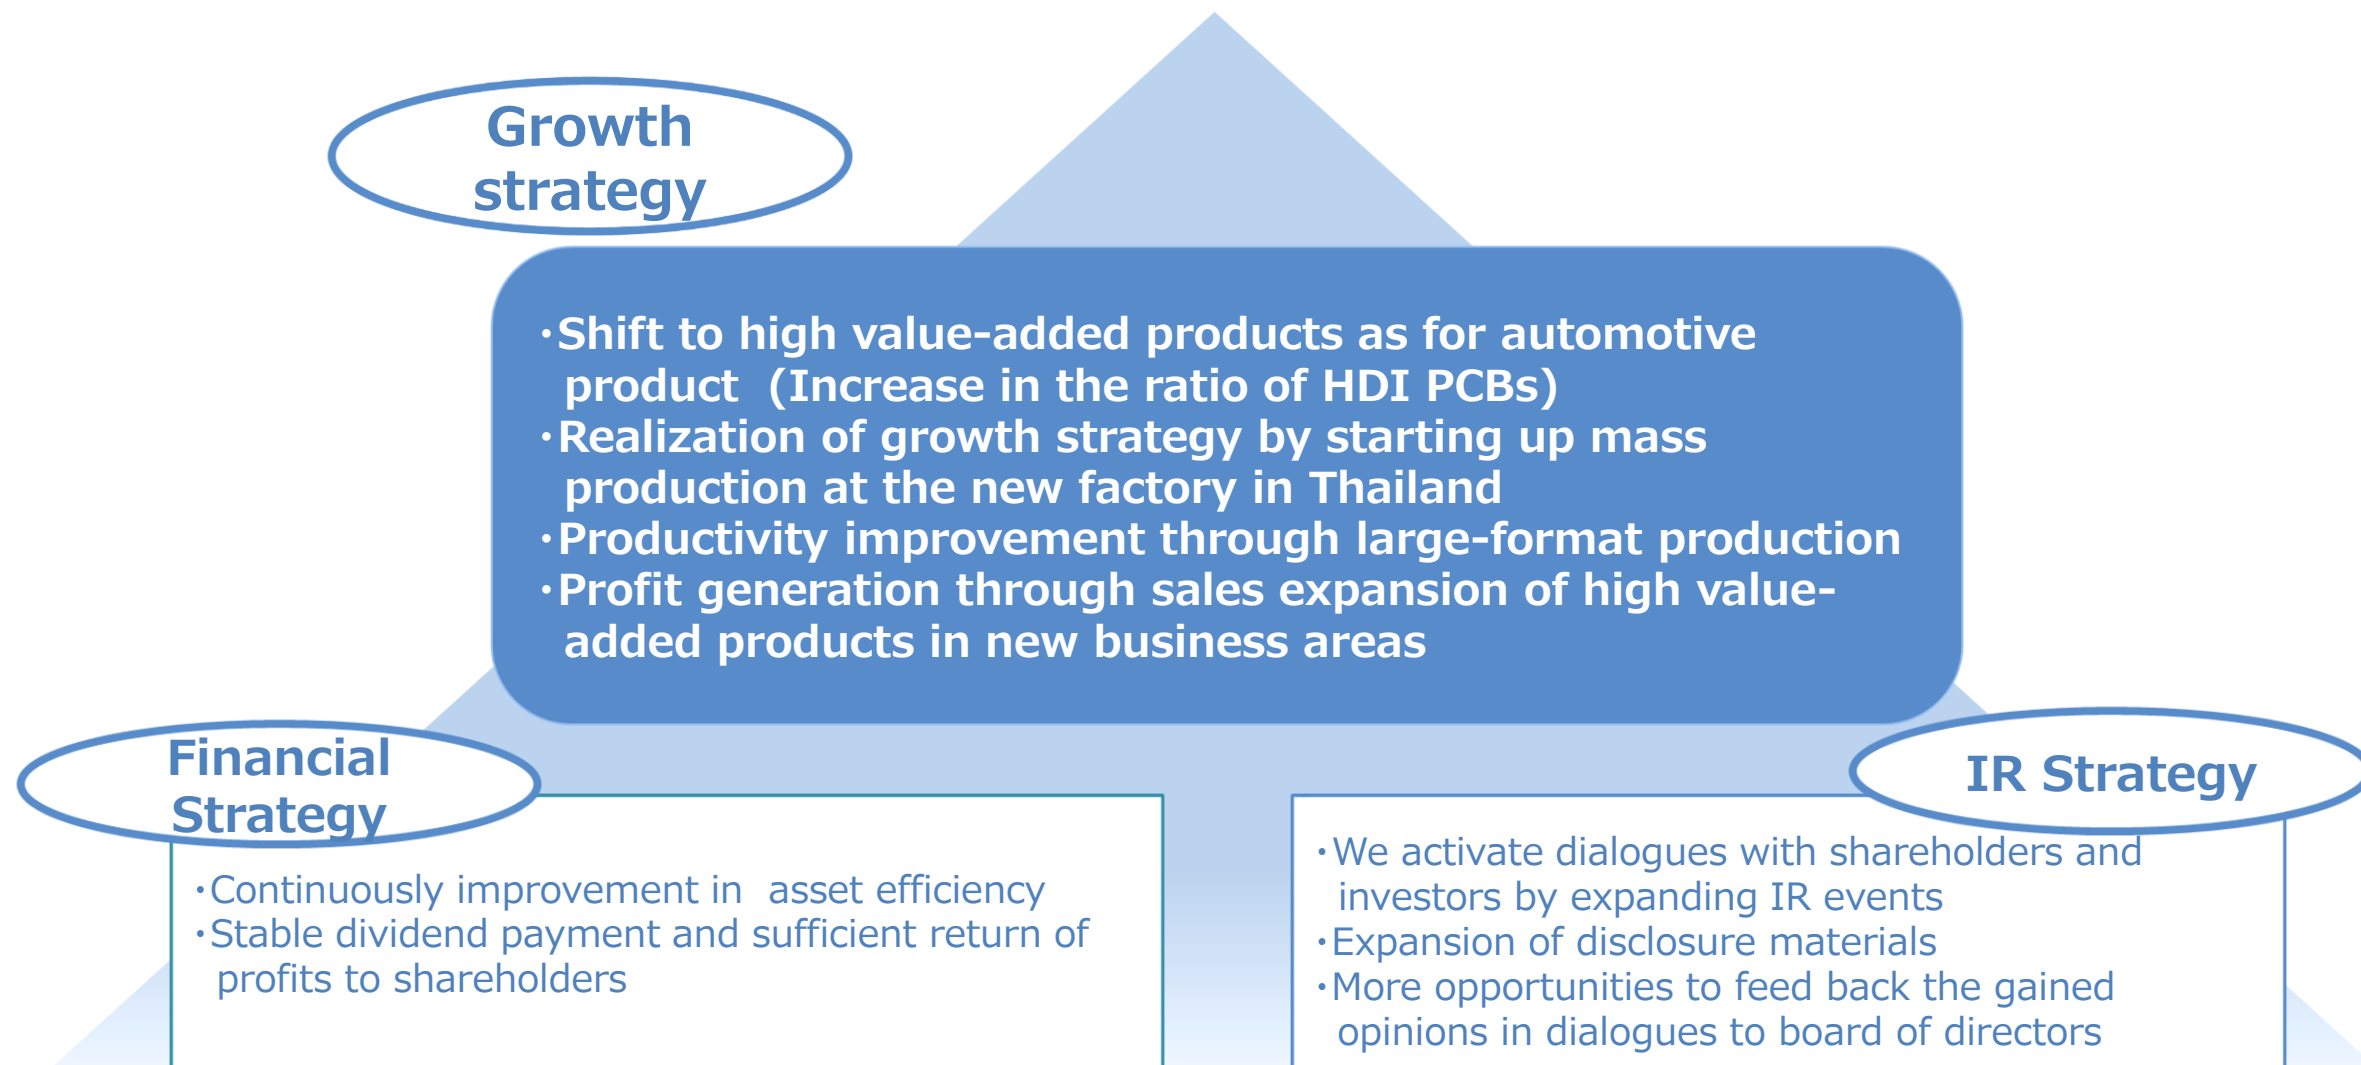 Growth
strategy
・Shift to high value-added products as for automotive
product (Increase in the ratio of HDI PCBs)
・Realization of growth strategy by starting up mass
production at the new factory in Thailand
・Productivity improvement through large-format production
・Profit generation through sales expansion of high value-
added products in new business areas
Financial
Strategy
・Continuously improvement in  asset efficiency
・Stable dividend payment and sufficient return of
profits to shareholders
IR Strategy
・We activate dialogues with shareholders and
investors by expanding IR events
・Expansion of disclosure materials
・More opportunities to feed back the gained
opinions in dialogues to board of directors